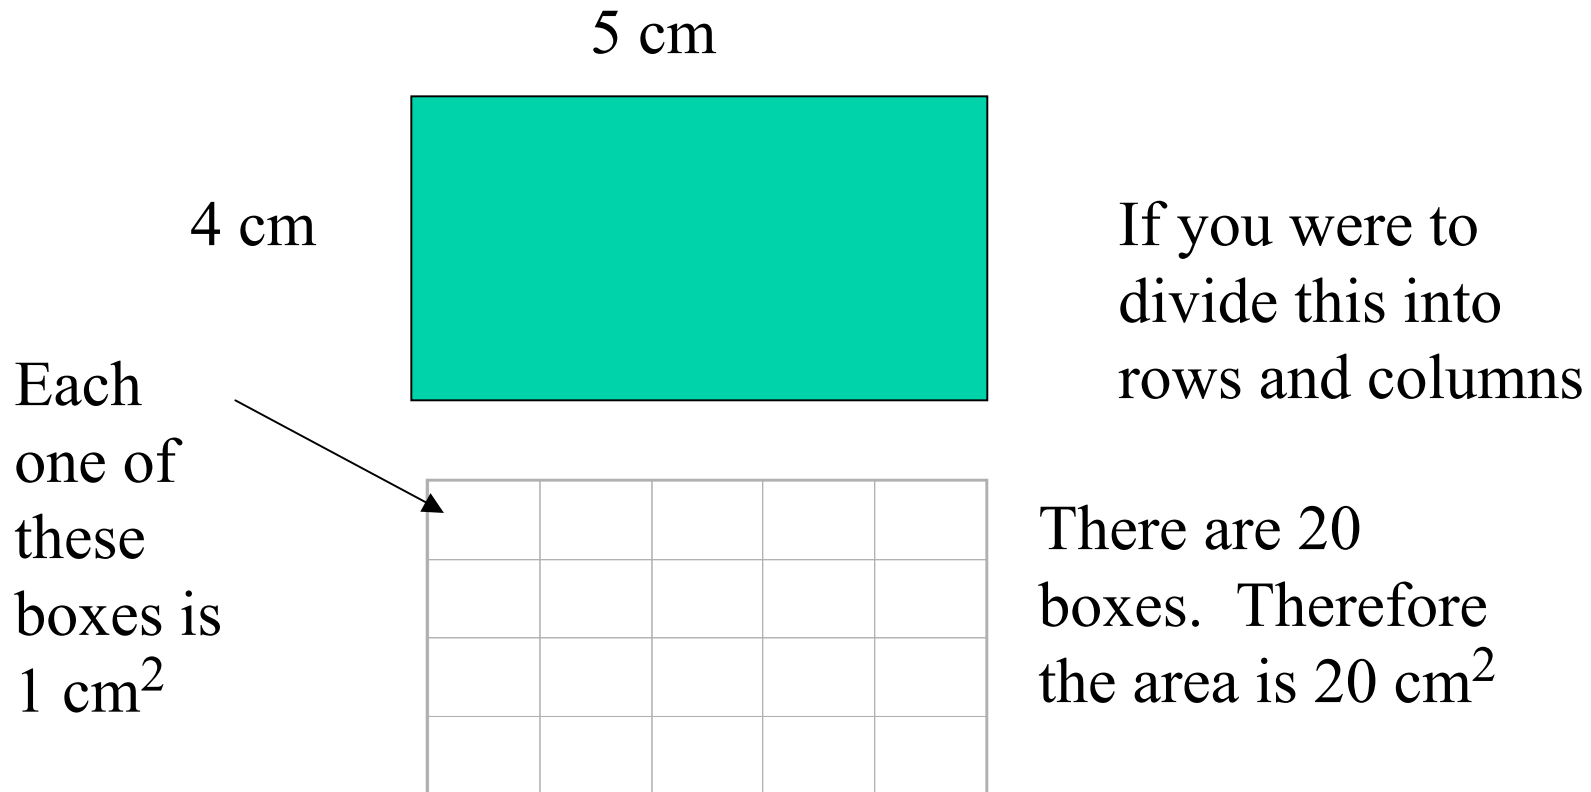 5 cm
4 cm
If you were to
divide this into
rows and columns
Each
one of
these
boxes is
1 cm²
There are 20
boxes.  Therefore
the area is 20 cm²